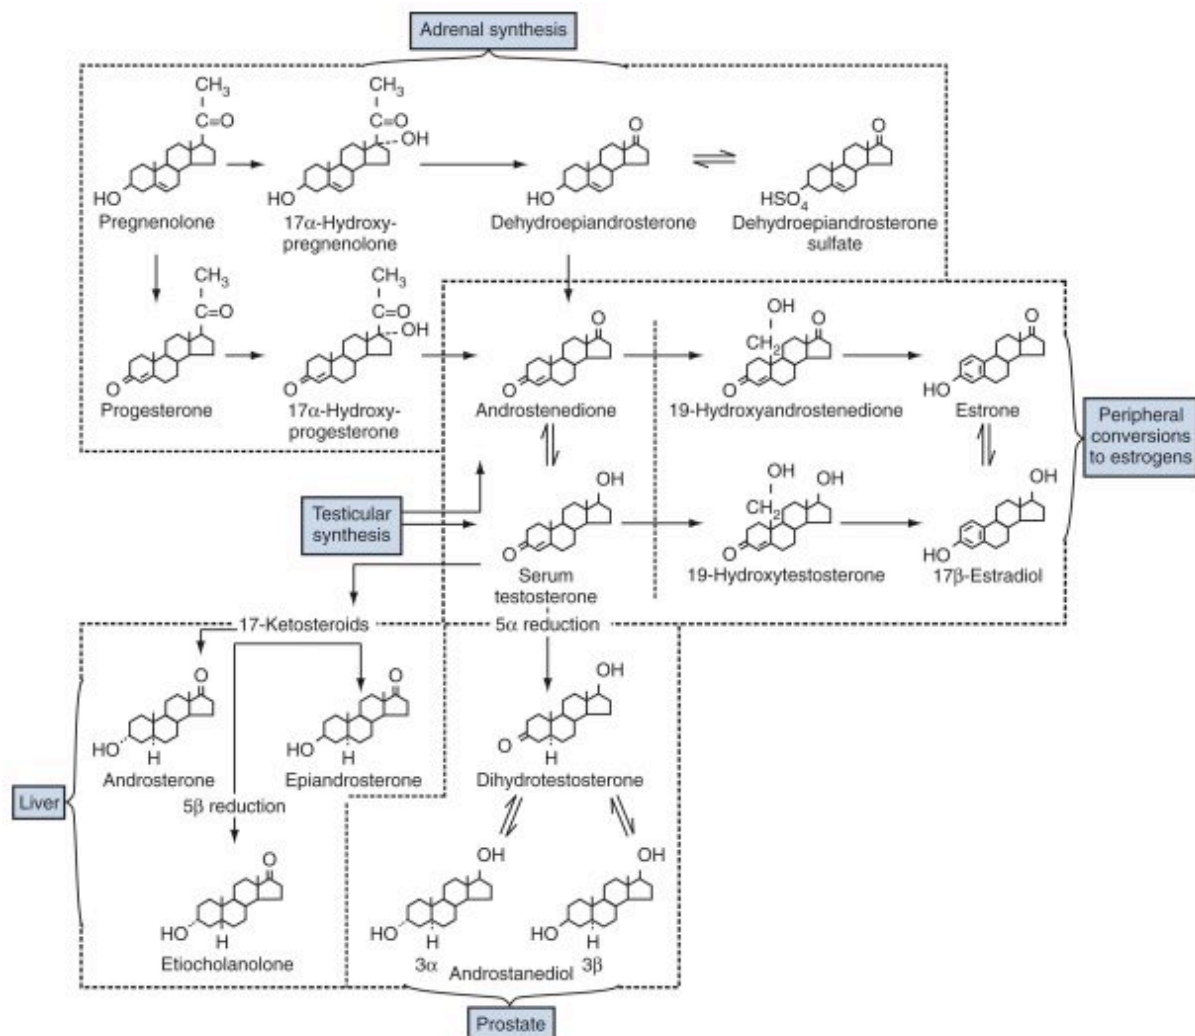 Adrenal synthesis
CH3
C=O
HO
Pregnenolone
CH3
C=O
OH
HO
17α-Hydroxy-
pregnenolone
O
HO
Dehydroepiandrosterone
O
HSO4
Dehydroepiandrosterone
sulfate
CH3
C=O
O
Progesterone
CH3
C=O
OH
O
17α-Hydroxy-
progesterone
O
O
Androstenedione
OH
CH2
O
O
19-Hydroxyandrostenedione
O
HO
Estrone
Peripheral
conversions
to estrogens
Testicular
synthesis
OH
O
Serum
testosterone
OH
CH2
OH
O
19-Hydroxytestosterone
OH
HO
17β-Estradiol
17-Ketosteroids
5α reduction
Liver
O
HO
H
Androsterone
O
HO
H
Epiandrosterone
OH
O
H
Dihydrotestosterone
5β reduction
O
HO
H
Etiocholanolone
OH
HO
H
3α
Androstanediol
OH
HO
H
3β
Prostate